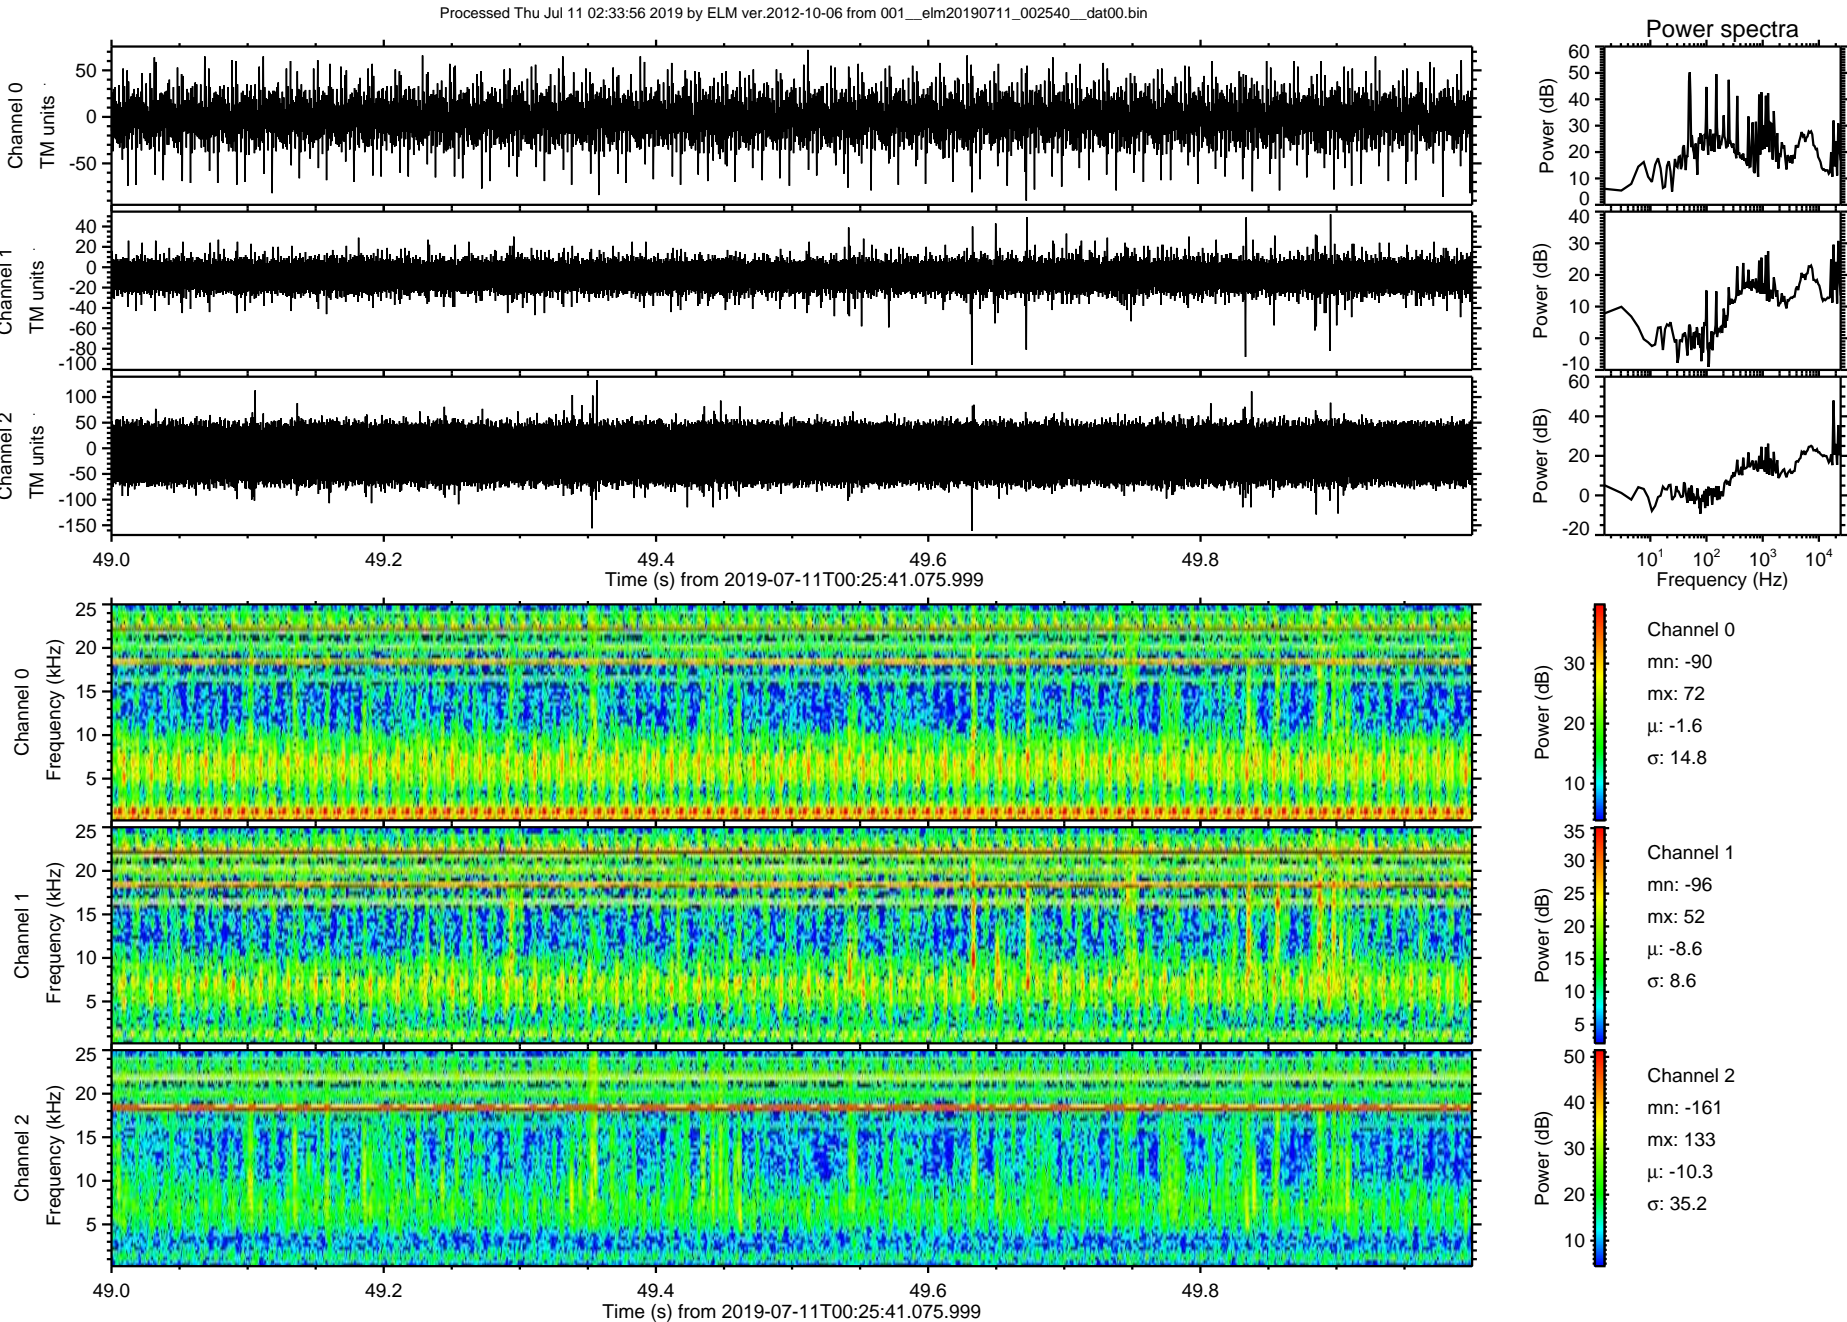 Processed Thu Jul 11 02:33:56 2019 by ELM ver.2012-10-06 from 001__elm20190711_002540__dat00.bin
Power spectra
Channel 0
TM units
50
0
-50
Power (dB)
60
50
40
30
20
10
0
Channel 1
TM units
40
20
0
-20
-40
-60
-80
-100
Power (dB)
40
30
20
10
0
-10
Channel 2
TM units
100
50
0
-50
-100
-150
Power (dB)
60
40
20
0
-20
49.0 49.2 49.4 49.6 49.8
Time (s) from 2019-07-11T00:25:41.075.999
10^1 10^2 10^3 10^4
Frequency (Hz)
Channel 0
Frequency (kHz)
25
20
15
10
5
Power (dB)
30
20
10
Channel 0
mn: -90
mx: 72
μ: -1.6
σ: 14.8
Channel 1
Frequency (kHz)
25
20
15
10
5
Power (dB)
35
30
25
20
15
10
5
Channel 1
mn: -96
mx: 52
μ: -8.6
σ: 8.6
Channel 2
Frequency (kHz)
25
20
15
10
5
Power (dB)
50
40
30
20
10
Channel 2
mn: -161
mx: 133
μ: -10.3
σ: 35.2
49.0 49.2 49.4 49.6 49.8
Time (s) from 2019-07-11T00:25:41.075.999